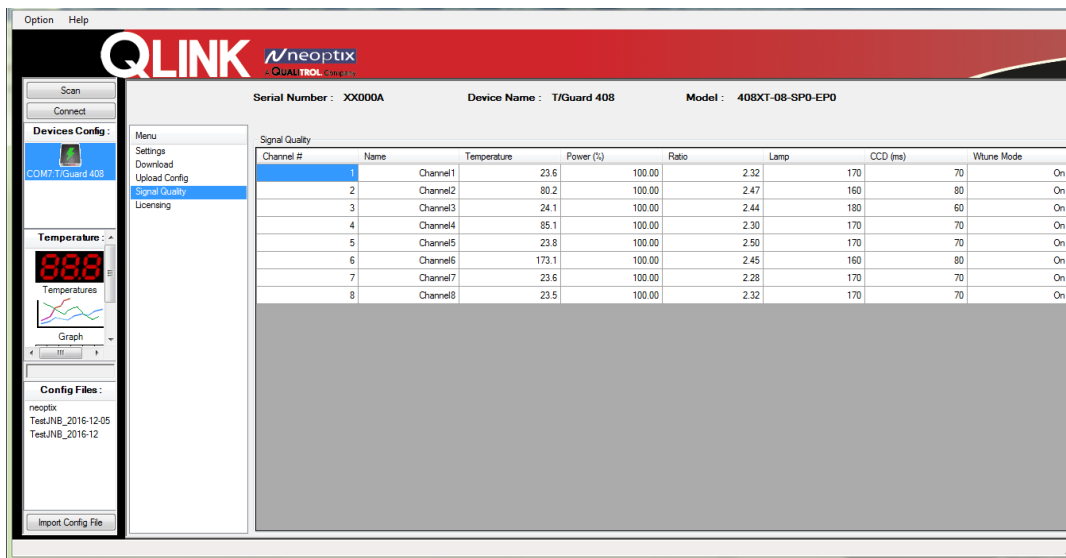 Option Help
QLINK neoptix
A QUALITROL Company
Scan
Connect
Serial Number : XX000A Device Name : T/Guard 408 Model : 408XT-08-SP0-EP0
Devices Config :
COM7:T/Guard 408
Menu
Settings
Download
Upload Config
Signal Quality
Licensing
Signal Quality
Channel # Name Temperature Power (%) Ratio Lamp CCD (ms) Wtune Mode
1 Channel1 23.6 100.00 2.32 170 70 On
2 Channel2 80.2 100.00 2.47 160 80 On
3 Channel3 24.1 100.00 2.44 180 60 On
4 Channel4 85.1 100.00 2.30 170 70 On
5 Channel5 23.8 100.00 2.50 170 70 On
6 Channel6 173.1 100.00 2.45 160 80 On
7 Channel7 23.6 100.00 2.28 170 70 On
8 Channel8 23.5 100.00 2.32 170 70 On
Temperature :
88.8
Temperatures
Graph
Config Files :
neoptix
TestJNB_2016-12-05
TestJNB_2016-12
Import Config File